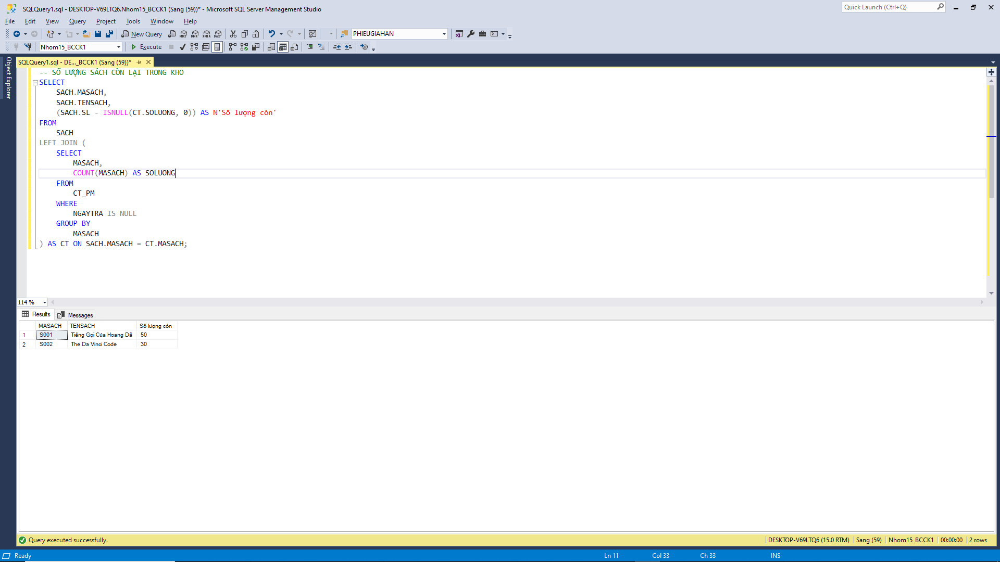 SQLQuery1.sql - DESKTOP-V69LTQ6.Nhom15_BCCK1 (Sang (59))* - Microsoft SQL Server Management Studio
Quick Launch (Ctrl+Q)
File Edit View Query Project Tools Window Help
New Query MDX DMX XMLA DAX PHIEUGIAHAN
Nhom15_BCCK1 Execute
Object Explorer
SQLQuery1.sql - DE..._BCCK1 (Sang (59))*
-- SỐ LƯỢNG SÁCH CÒN LẠI TRONG KHO
SELECT
SACH.MASACH,
SACH.TENSACH,
(SACH.SL - ISNULL(CT.SOLUONG, 0)) AS N'Số lượng còn'
FROM
SACH
LEFT JOIN (
SELECT
MASACH,
COUNT(MASACH) AS SOLUONG
FROM
CT_PM
WHERE
NGAYTRA IS NULL
GROUP BY
MASACH
) AS CT ON SACH.MASACH = CT.MASACH;
114 %
Results Messages
MASACH TENSACH Số lượng còn
1 S001 Tiếng Gọi Của Hoang Dã 50
2 S002 The Da Vinci Code 30
Query executed successfully. DESKTOP-V69LTQ6 (15.0 RTM) Sang (59) Nhom15_BCCK1 00:00:00 2 rows
Ready Ln 11 Col 33 Ch 33 INS